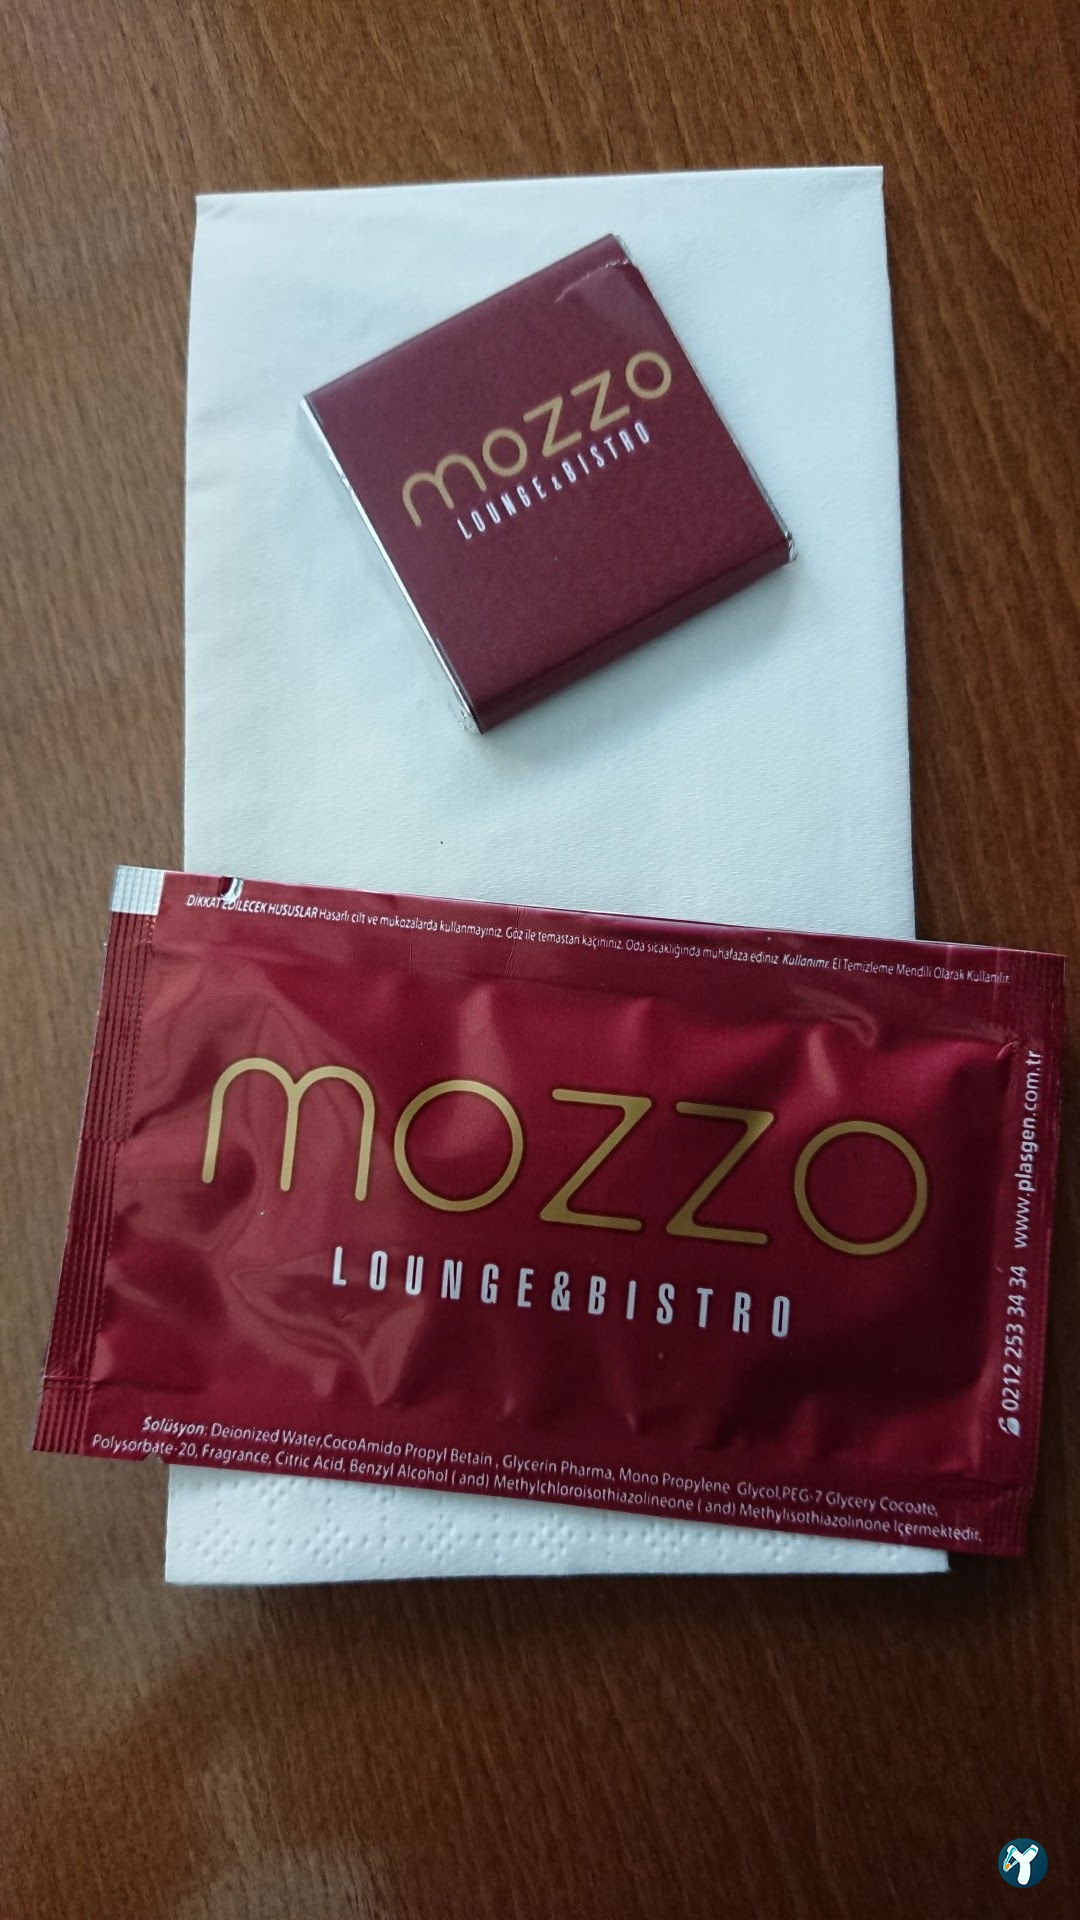 mozzo
LOUNGE&BISTRO
DİKKAT EDİLECEK HUSUSLAR Hasarlı cilt ve mukozalarda kullanmayınız. Göz ile temastan kaçınınız. Oda sıcaklığında muhafaza ediniz Kullanımı: El Temizleme Mendili Olarak Kullanılır.
mozzo
LOUNGE&BISTRO
0212 253 34 34 www.plasgen.com.tr
Solüsyon: Deionized Water,CocoAmido Propyl Betain , Glycerin Pharma, Mono Propylene Glycol,PEG-7 Glycery Cocoate,
Polysorbate-20, Fragrance, Citric Acid, Benzyl Alcohol ( and) Methylchloroisothiazolineone ( and) Methylisothiazolinone İçermektedir.